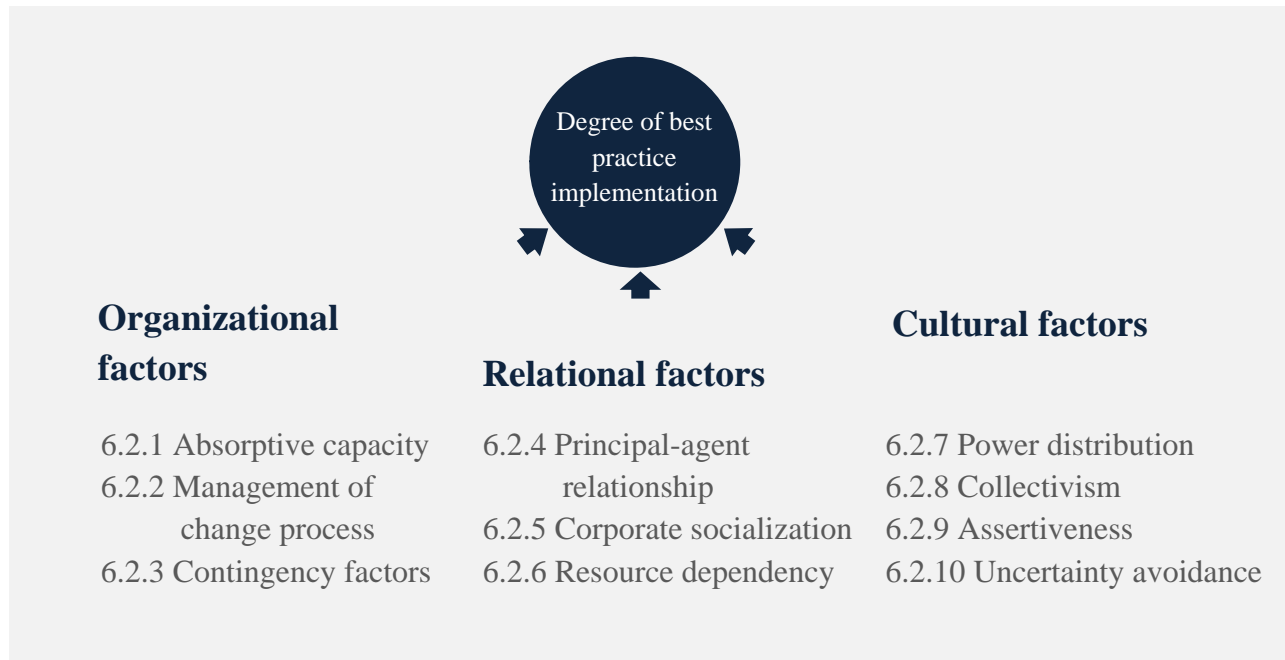 Degree of best
practice
implementation
Organizational
factors
6.2.1 Absorptive capacity
6.2.2 Management of
change process
6.2.3 Contingency factors
Relational factors
6.2.4 Principal-agent
relationship
6.2.5 Corporate socialization
6.2.6 Resource dependency
Cultural factors
6.2.7 Power distribution
6.2.8 Collectivism
6.2.9 Assertiveness
6.2.10 Uncertainty avoidance